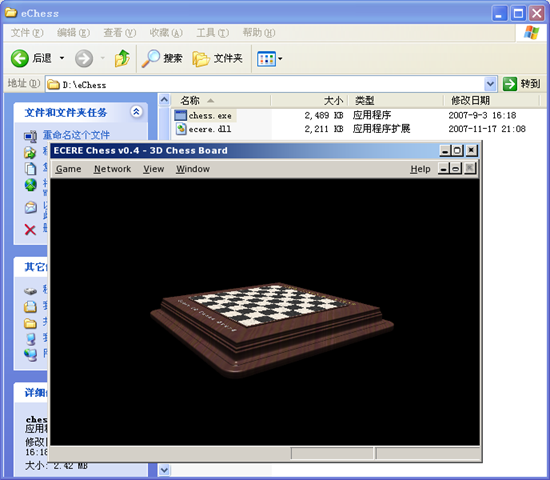 eChess
文件(F) 编辑(E) 查看(V) 收藏(A) 工具(T) 帮助(H)
后退 搜索 文件夹
地址(D) D:\eChess 转到
文件和文件夹任务
重命名这个文件
名称 大小 类型 修改日期
chess.exe 2,489 KB 应用程序 2007-9-3 16:18
ecere.dll 2,211 KB 应用程序扩展 2007-11-17 21:08
ECERE Chess v0.4 - 3D Chess Board
Game Network View Window Help
其它
详细
chess
应用程
修改日
16:18
大小: 2.42 MB